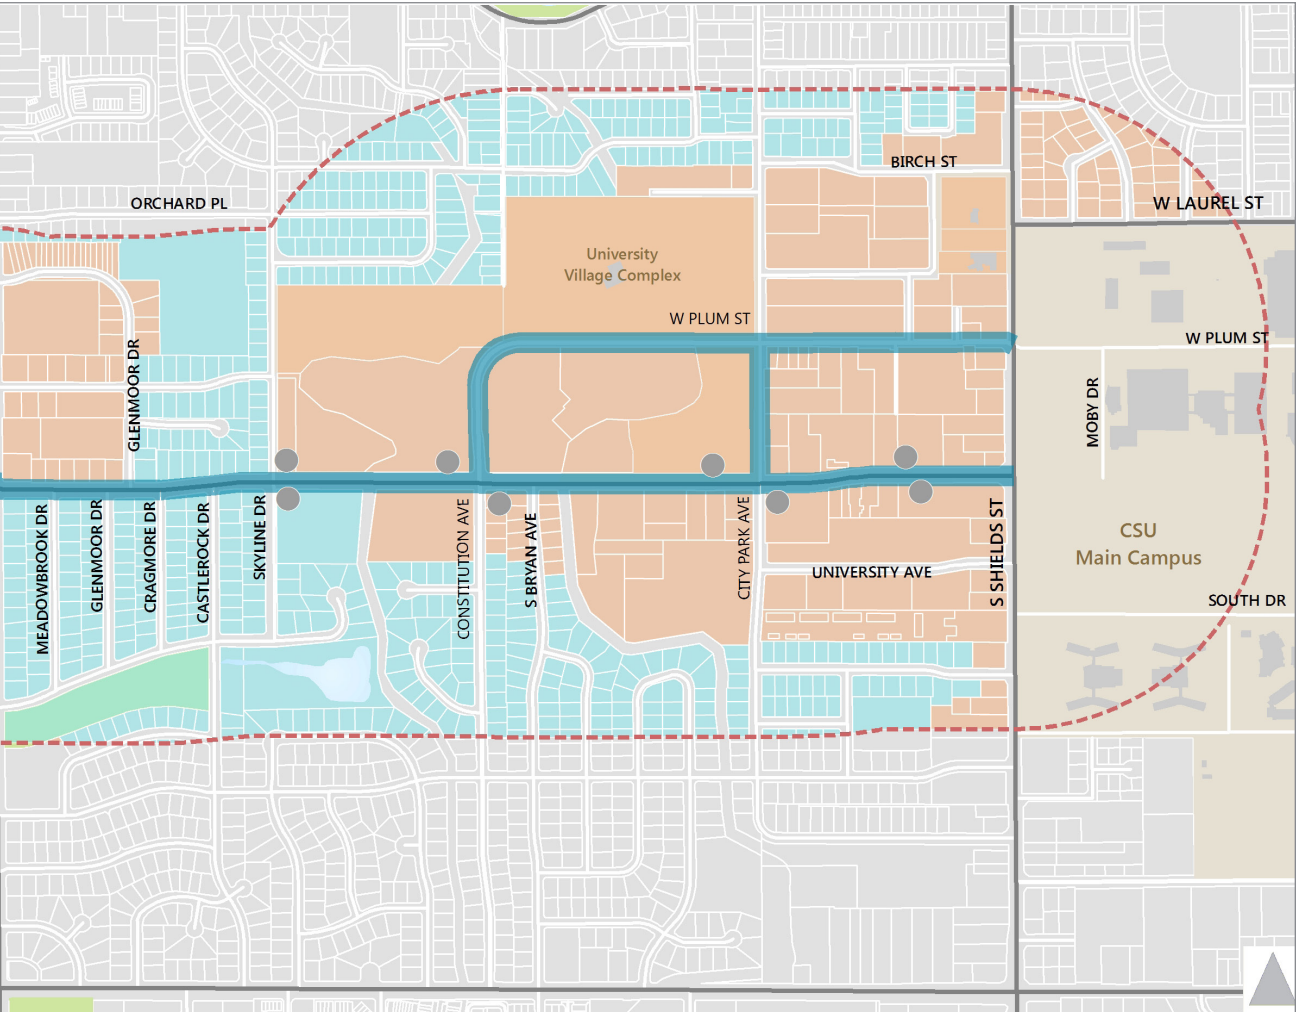 BIRCH ST
ORCHARD PL
W LAUREL ST
University
Village Complex
W PLUM ST
W PLUM ST
GLENMOOR DR
MOBY DR
MEADOWBROOK DR
GLENMOOR DR
CRAGMORE DR
CASTLEROCK DR
SKYLINE DR
CONSTITUTION AVE
S BRYAN AVE
CITY PARK AVE
S SHIELDS ST
CSU
Main Campus
UNIVERSITY AVE
SOUTH DR